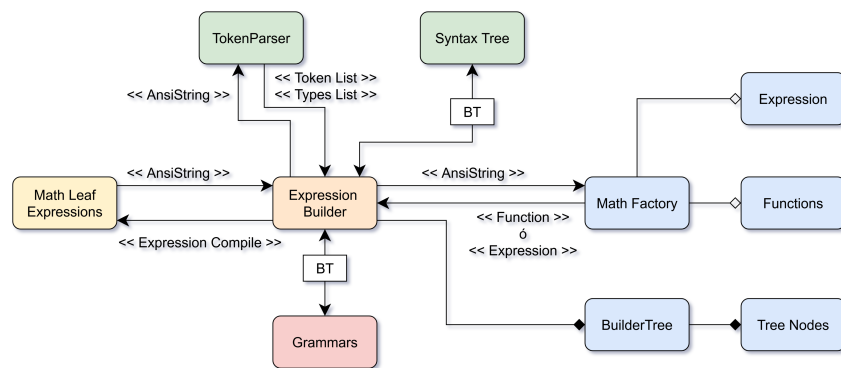 TokenParser
Syntax Tree
<< Token List >>
<< Types List >>
<< AnsiString >>
BT
Expression
<< AnsiString >>
<< AnsiString >>
Math Leaf
Expressions
Expression
Builder
Math Factory
Functions
<< Function >>
ó
<< Expression >>
<< Expression Compile >>
BT
BuilderTree
Tree Nodes
Grammars